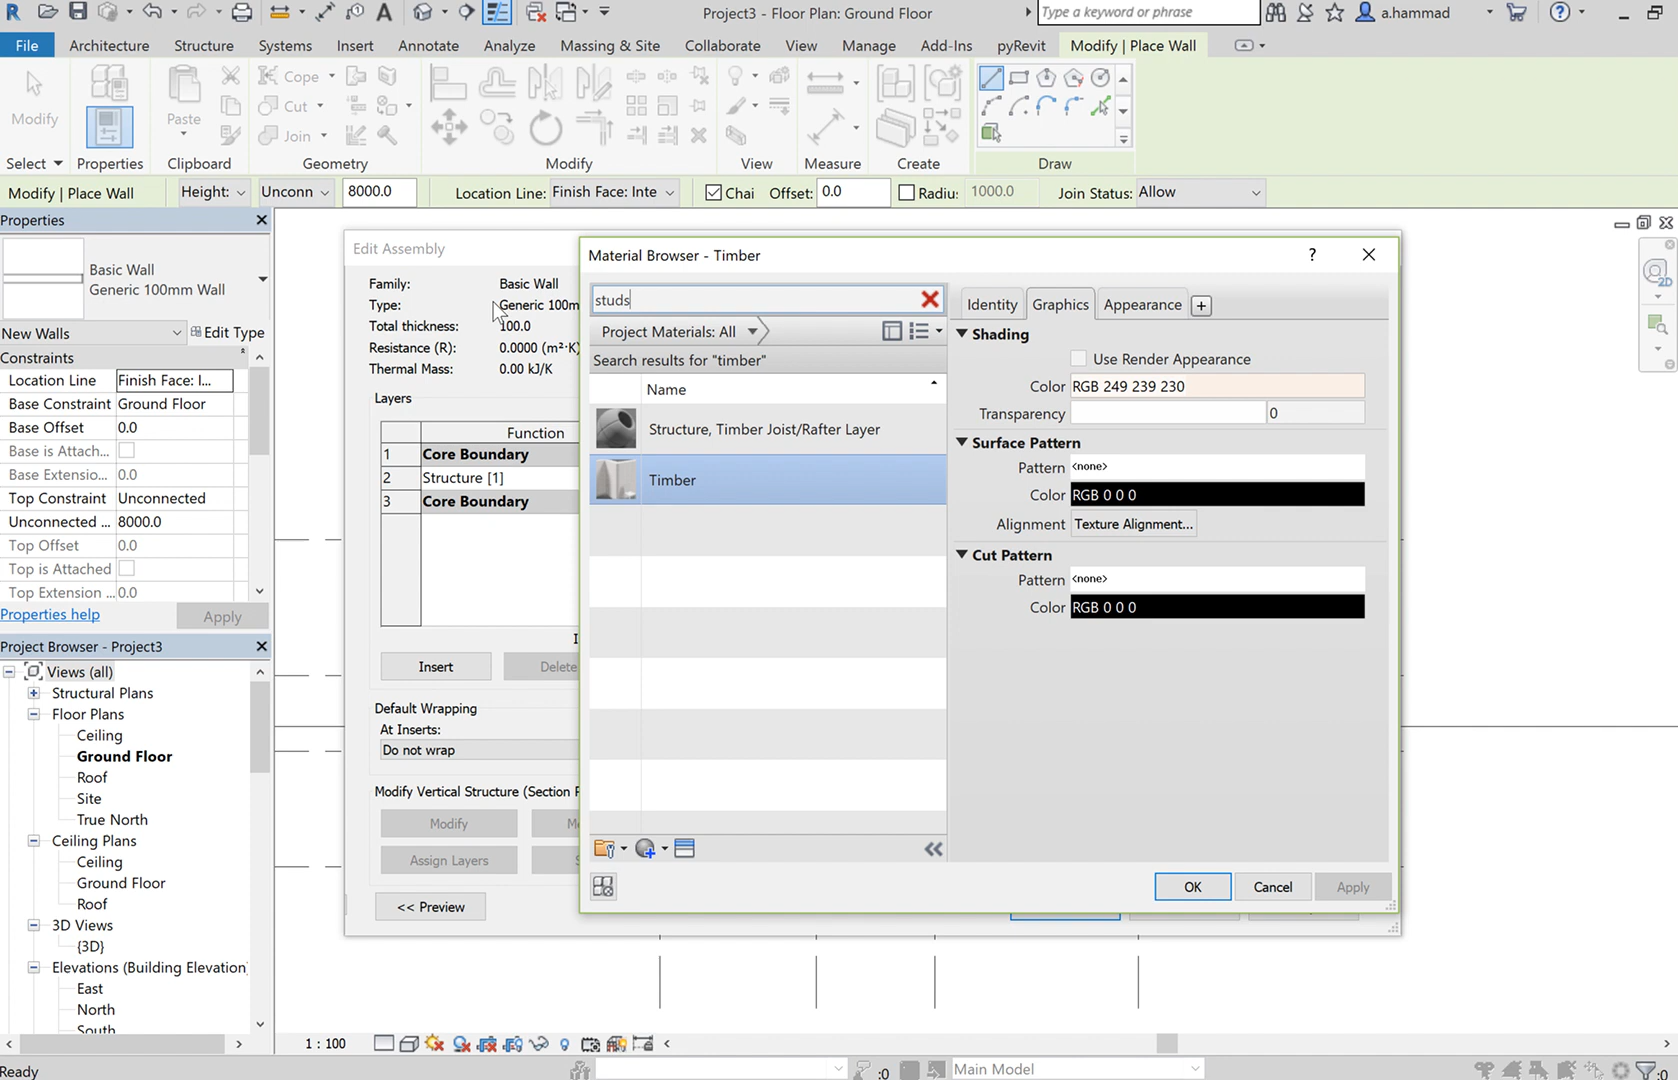 Project3 - Floor Plan: Ground Floor
Type a keyword or phrase
a.hammad
File Architecture Structure Systems Insert Annotate Analyze Massing & Site Collaborate View Manage Add-Ins pyRevit Modify | Place Wall
Modify
Paste
Cope
Cut
Join
Select Properties Clipboard Geometry Modify View Measure Create Draw
Modify | Place Wall Height: Unconn 8000.0 Location Line: Finish Face: Inte Chai Offset: 0.0 Radiu: 1000.0 Join Status: Allow
Properties
Basic Wall
Generic 100mm Wall
New Walls Edit Type
Constraints
Location Line Finish Face: I...
Base Constraint Ground Floor
Base Offset 0.0
Base is Attach...
Base Extensio... 0.0
Top Constraint Unconnected
Unconnected ... 8000.0
Top Offset 0.0
Top is Attached
Top Extension ... 0.0
Properties help Apply
Project Browser - Project3
Views (all)
Structural Plans
Floor Plans
Ceiling
Ground Floor
Roof
Site
True North
Ceiling Plans
Ceiling
Ground Floor
Roof
3D Views
{3D}
Elevations (Building Elevation)
East
North
South
Edit Assembly
Family: Basic Wall
Type: Generic 100m
Total thickness: 100.0
Resistance (R): 0.0000 (m²·K)
Thermal Mass: 0.00 kJ/K
Layers
Function
1 Core Boundary
2 Structure [1]
3 Core Boundary
Insert Delete
Default Wrapping
At Inserts:
Do not wrap
Modify Vertical Structure (Section P
Modify Me
Assign Layers S
<< Preview
Material Browser - Timber
?
studs
Project Materials: All
Search results for "timber"
Name
Structure, Timber Joist/Rafter Layer
Timber
Identity Graphics Appearance +
Shading
Use Render Appearance
Color RGB 249 239 230
Transparency 0
Surface Pattern
Pattern <none>
Color RGB 0 0 0
Alignment Texture Alignment...
Cut Pattern
Pattern <none>
Color RGB 0 0 0
OK Cancel Apply
2D
1 : 100
Ready
:0
Main Model
:0